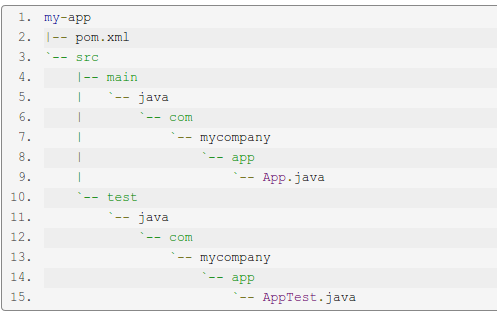 1. my-app
2. |-- pom.xml
3. `-- src
4.     |-- main
5.     |   `-- java
6.     |       `-- com
7.     |           `-- mycompany
8.     |               `-- app
9.     |                   `-- App.java
10.     `-- test
11.         `-- java
12.             `-- com
13.                 `-- mycompany
14.                     `-- app
15.                         `-- AppTest.java